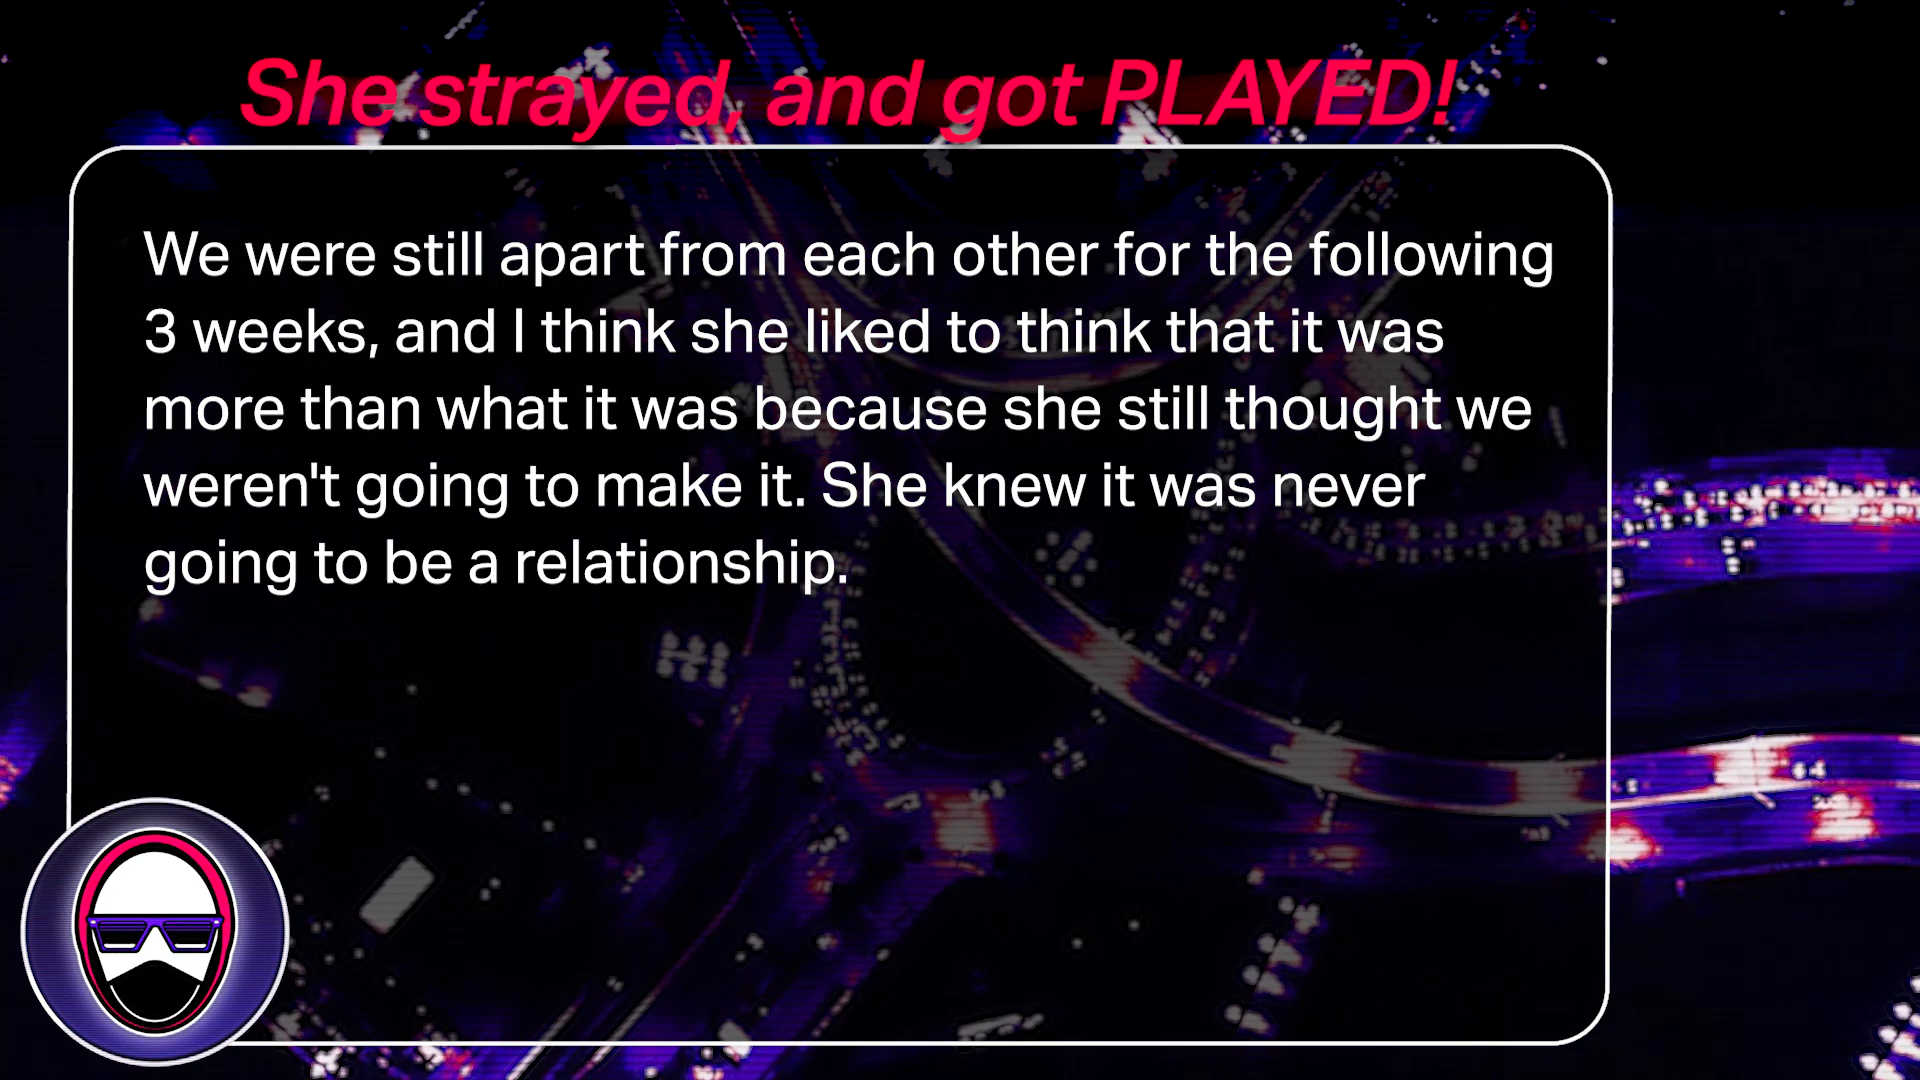 She strayed, and got PLAYED!
We were still apart from each other for the following
3 weeks, and I think she liked to think that it was
more than what it was because she still thought we
weren't going to make it. She knew it was never
going to be a relationship.